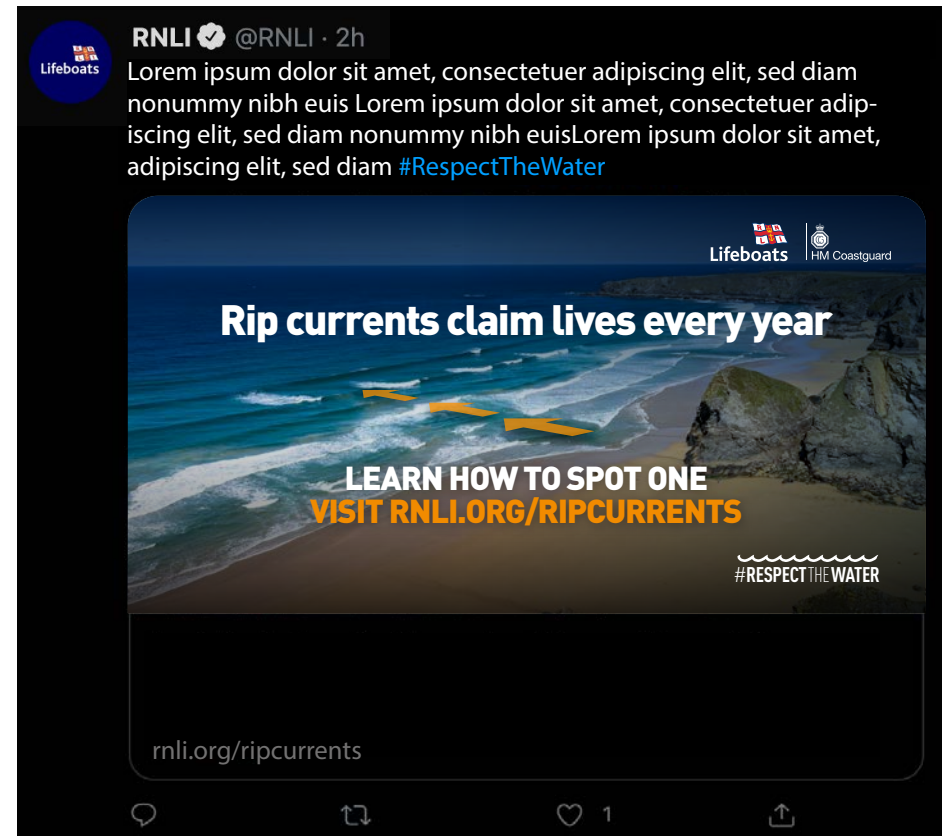 RNLI @RNLI · 2h
Lifeboats
Lorem ipsum dolor sit amet, consectetuer adipiscing elit, sed diam
nonummy nibh euis Lorem ipsum dolor sit amet, consectetuer adip-
iscing elit, sed diam nonummy nibh euisLorem ipsum dolor sit amet,
adipiscing elit, sed diam #RespectTheWater
RNLI
Lifeboats
HM Coastguard
Rip currents claim lives every year
LEARN HOW TO SPOT ONE
VISIT RNLI.ORG/RIPCURRENTS
#RESPECTTHEWATER
rnli.org/ripcurrents
1